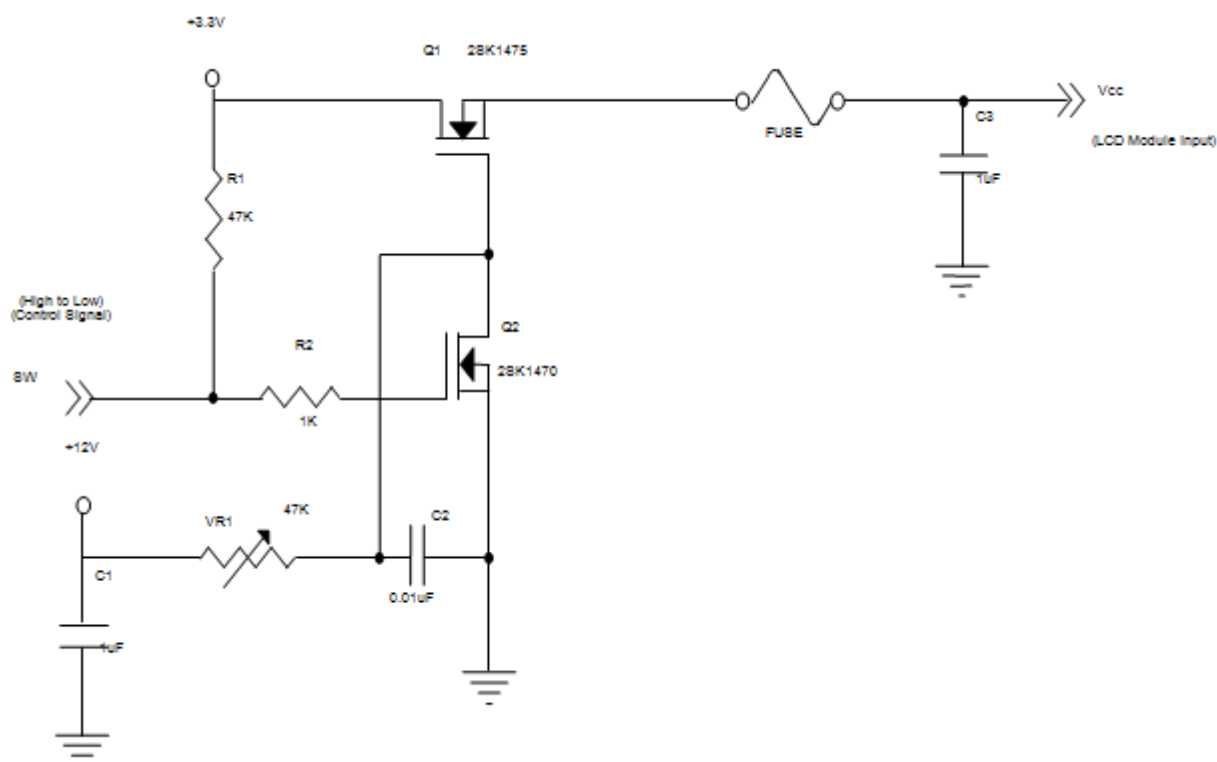 +3.3V
Q1 2SK1475
Vcc
C3
FUSE
(LCD Module Input)
R1
1uF
47K
(High to Low)
(Control Signal)
Q2
R2
2SK1470
SW
1K
+12V
47K
VR1
C2
C1
0.01uF
1uF